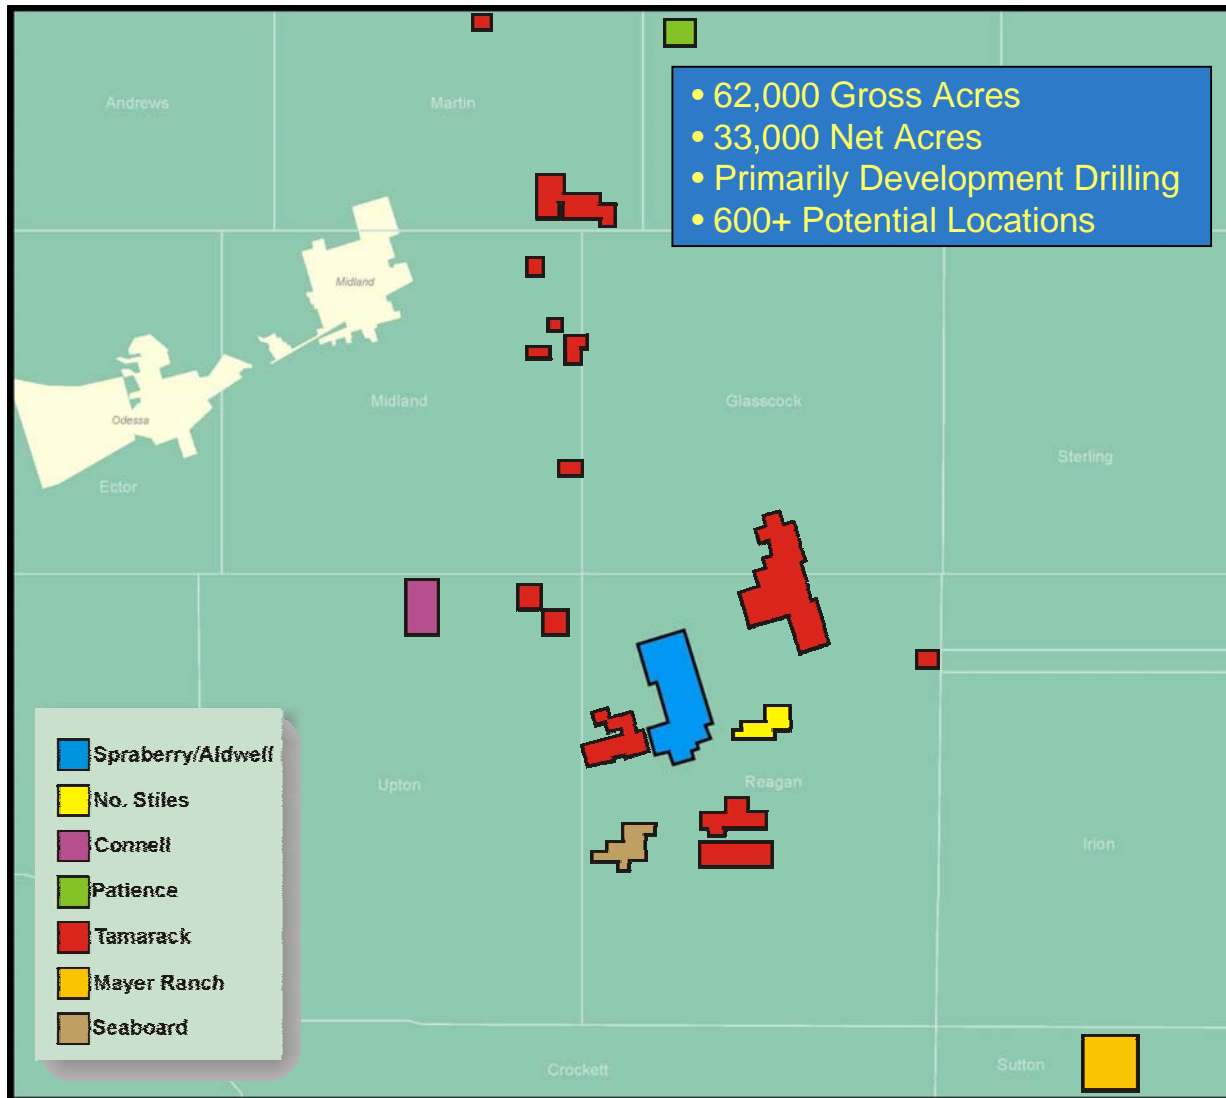 Andrews
Martin
• 62,000 Gross Acres
• 33,000 Net Acres
• Primarily Development Drilling
• 600+ Potential Locations
Midland
Odessa
Midland
Glasscock
Sterling
Ector
Upton
Reagan
Irion
Crockett
Sutton
Spraberry/Aldwell
No. Stiles
Connell
Patience
Tamarack
Mayer Ranch
Seaboard